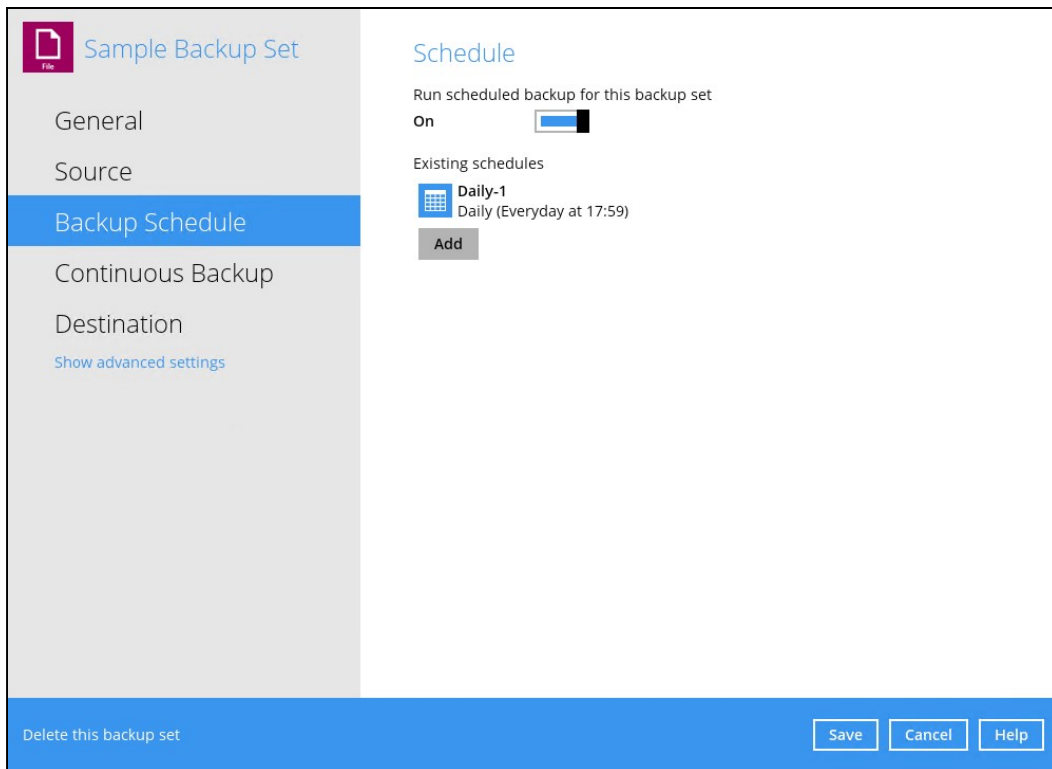 File
Sample Backup Set
General
Source
Backup Schedule
Continuous Backup
Destination
Show advanced settings
Schedule
Run scheduled backup for this backup set
On
Existing schedules
Daily-1
Daily (Everyday at 17:59)
Add
Delete this backup set
Save
Cancel
Help